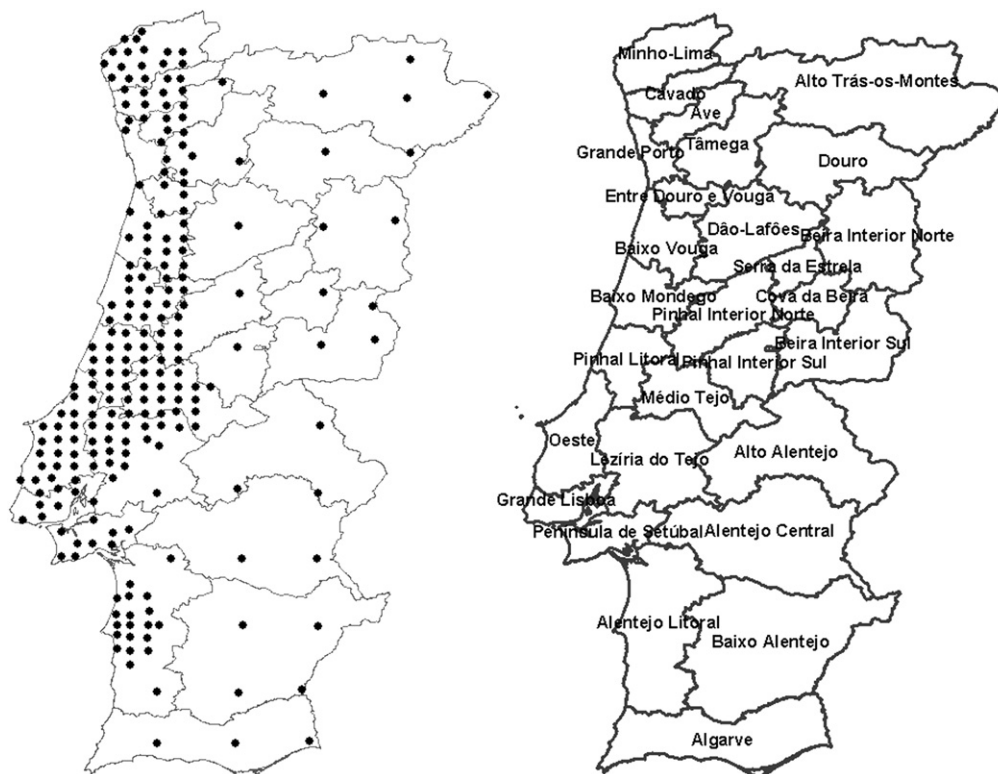 Minho-Lima
Alto Trás-os-Montes
Cavado
Ave
Tâmega
Grande Porto
Douro
Entre Douro e Vouga
Dâo-Lafôes
Beira Interior Norte
Baixo Vouga
Serra da Estrela
Baixo Mondego
Cova da Beira
Pinhal Interior Norte
Beira Interior Sul
Pinhal Litoral
Pinhal Interior Sul
Médio Tejo
Oeste
Alto Alentejo
Lezíria do Tejo
Grande Lisboa
Península de Setúbal
Alentejo Central
Alentejo Litoral
Baixo Alentejo
Algarve